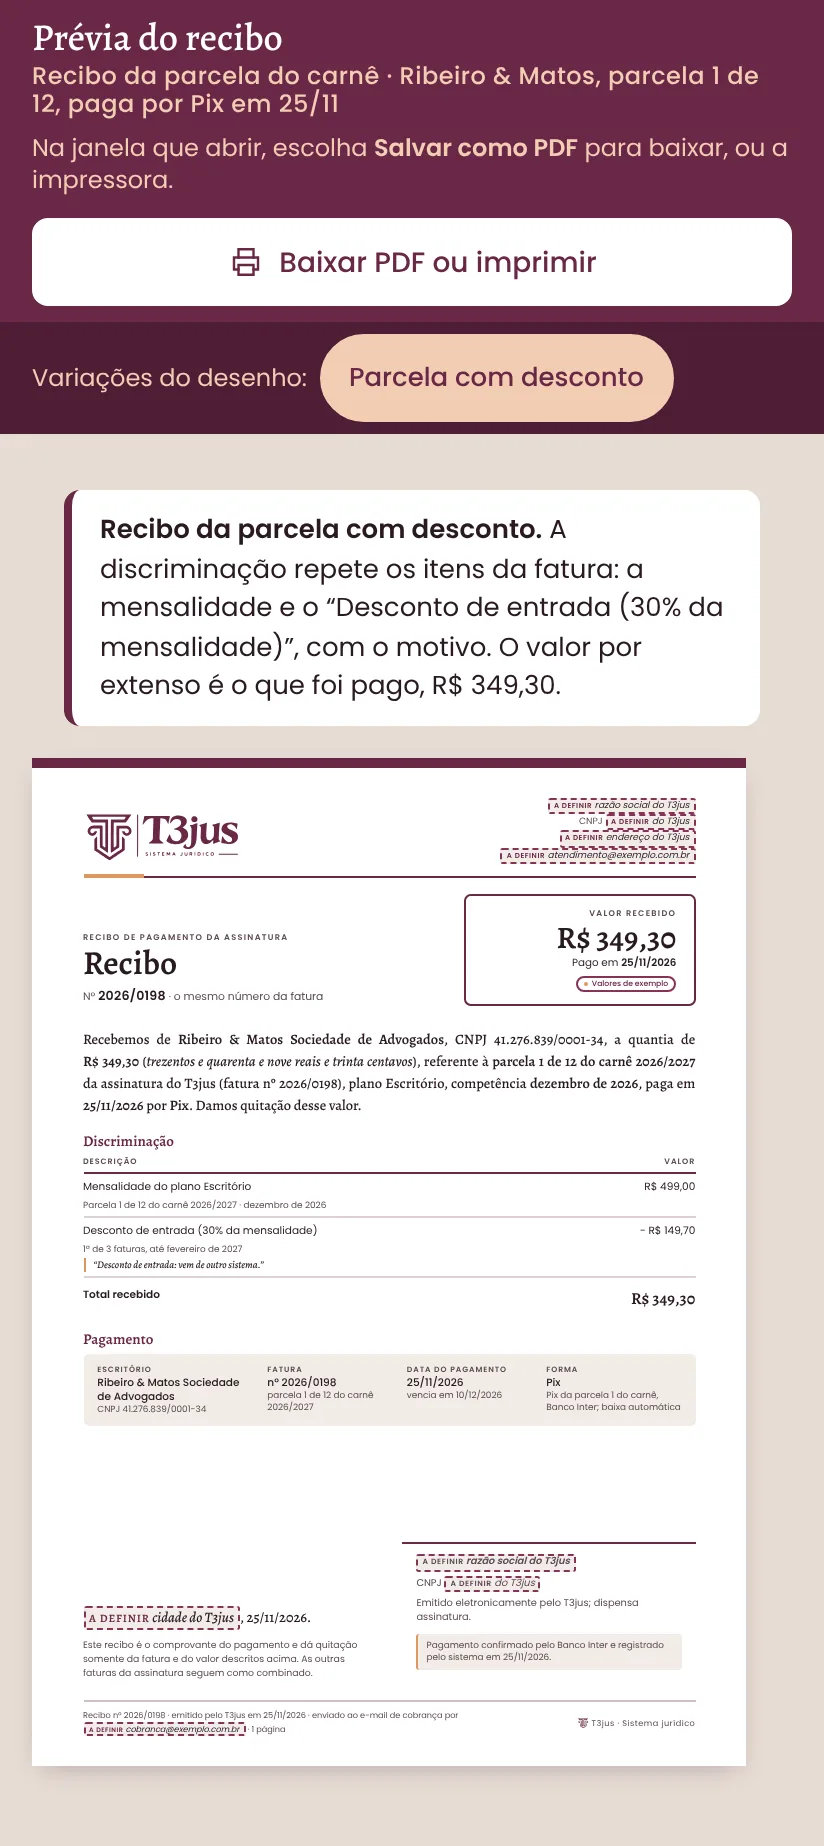 Prévia do recibo
Recibo da parcela do carnê · Ribeiro & Matos, parcela 1 de
12, paga por Pix em 25/11
Na janela que abrir, escolha Salvar como PDF para baixar, ou a
impressora.
Baixar PDF ou imprimir
Variações do desenho:
Parcela com desconto
Recibo da parcela com desconto. A
discriminação repete os itens da fatura: a
mensalidade e o “Desconto de entrada (30% da
mensalidade)”, com o motivo. O valor por
extenso é o que foi pago, R$ 349,30.
T3jus
SISTEMA JURÍDICO
A DEFINIR razão social do T3jus
CNPJ A DEFINIR do T3jus
A DEFINIR endereço do T3jus
A DEFINIR atendimento@exemplo.com.br
RECIBO DE PAGAMENTO DA ASSINATURA
Recibo
Nº 2026/0198 · o mesmo número da fatura
VALOR RECEBIDO
R$ 349,30
Pago em 25/11/2026
Valores de exemplo
Recebemos de Ribeiro & Matos Sociedade de Advogados, CNPJ 41.276.839/0001-34, a quantia de
R$ 349,30 (trezentos e quarenta e nove reais e trinta centavos), referente à parcela 1 de 12 do carnê 2026/2027
da assinatura do T3jus (fatura nº 2026/0198), plano Escritório, competência dezembro de 2026, paga em
25/11/2026 por Pix. Damos quitação desse valor.
Discriminação
DESCRIÇÃO VALOR
Mensalidade do plano Escritório R$ 499,00
Parcela 1 de 12 do carnê 2026/2027 · dezembro de 2026
Desconto de entrada (30% da mensalidade) − R$ 149,70
1ª de 3 faturas, até fevereiro de 2027
“Desconto de entrada: vem de outro sistema.”
Total recebido R$ 349,30
Pagamento
ESCRITÓRIO
Ribeiro & Matos Sociedade
de Advogados
CNPJ 41.276.839/0001-34
FATURA
nº 2026/0198
parcela 1 de 12 do carnê
2026/2027
DATA DO PAGAMENTO
25/11/2026
vencia em 10/12/2026
FORMA
Pix
Pix da parcela 1 do carnê,
Banco Inter; baixa automática
A DEFINIR cidade do T3jus, 25/11/2026.
Este recibo é o comprovante do pagamento e dá quitação
somente da fatura e do valor descritos acima. As outras
faturas da assinatura seguem como combinado.
A DEFINIR razão social do T3jus
CNPJ A DEFINIR do T3jus
Emitido eletronicamente pelo T3jus; dispensa
assinatura.
Pagamento confirmado pelo Banco Inter e registrado
pelo sistema em 25/11/2026.
Recibo nº 2026/0198 · emitido pelo T3jus em 25/11/2026 · enviado ao e-mail de cobrança por
A DEFINIR cobranca@exemplo.com.br · 1 página
T3jus · Sistema jurídico